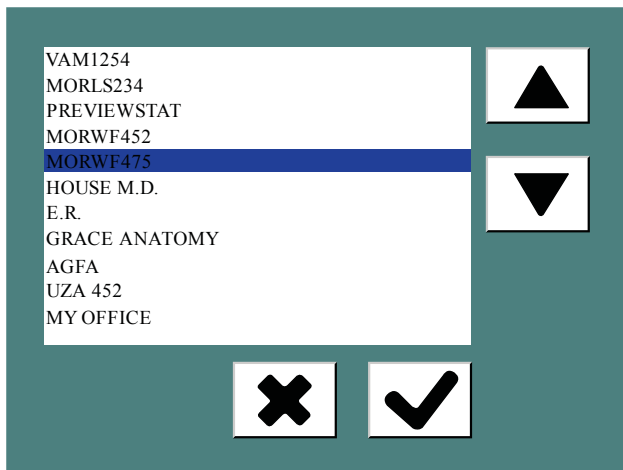 VAM1254
MORLS234
PREVIEWSTAT
MORWF452
MORWF475
HOUSE M.D.
E.R.
GRACE ANATOMY
AGFA
UZA 452
MY OFFICE